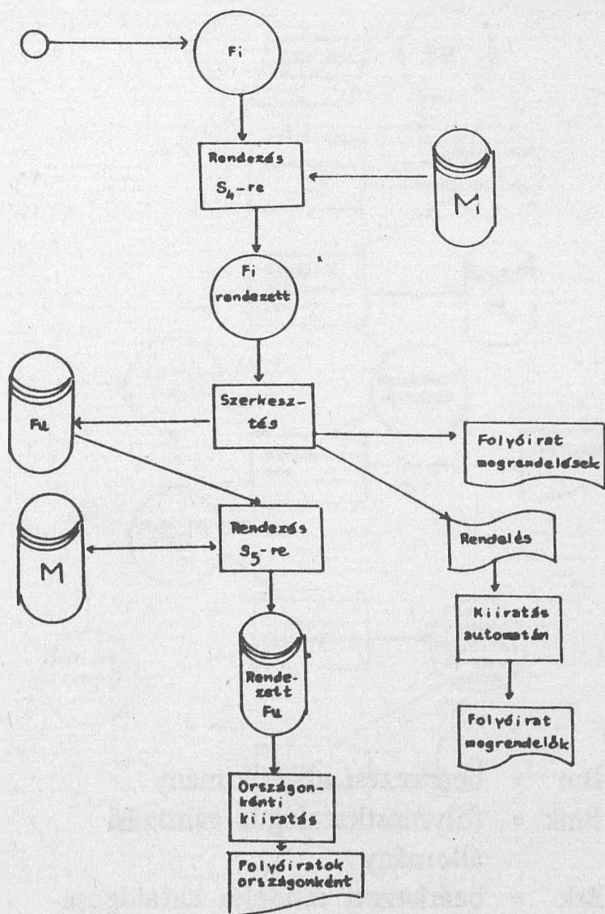 Fi
Rendezés
S4-re
M
Fi
rendezett
Szerkesz-
tés
Fu
Folyóirat
megrendelések
Rendezés
S5-re
M
Rendelés
Kiiratás
automatán
Rende-
zett
Fu
Folyóirat
megrendelők
Országon-
kénti
kiiratás
Folyóiratok
országonként